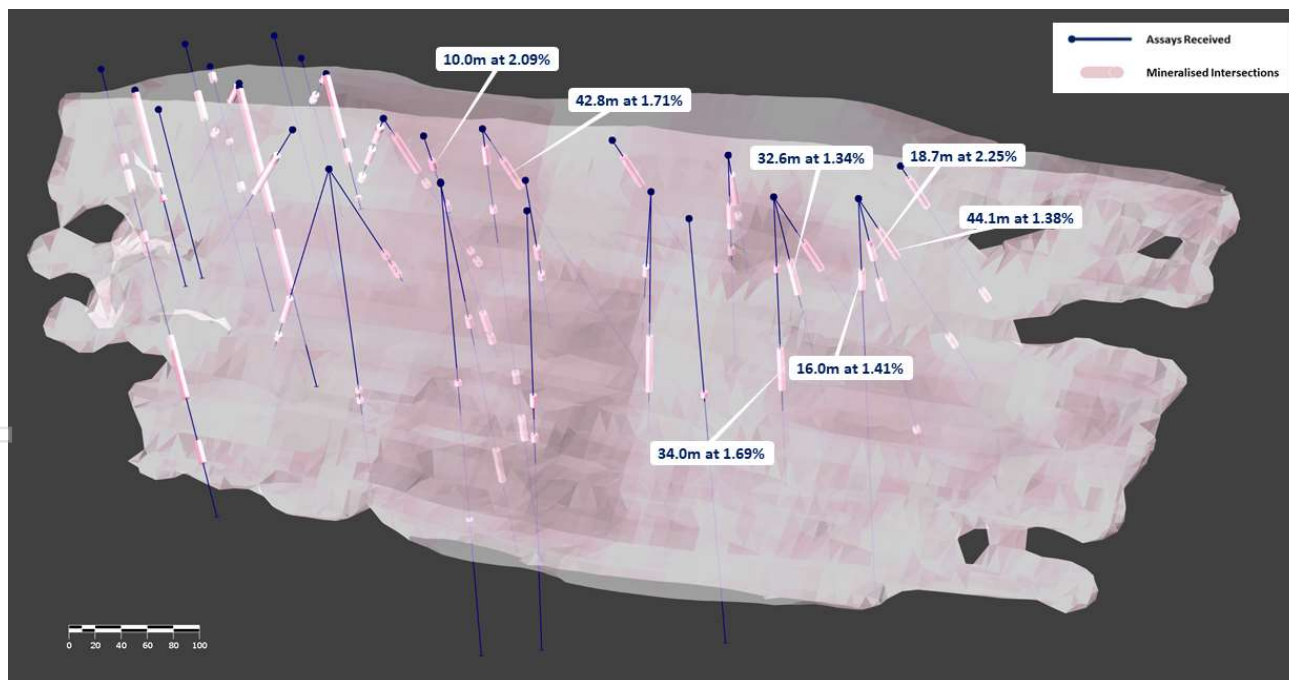 Assays Received
Mineralised Intersections
10.0m at 2.09%
42.8m at 1.71%
32.6m at 1.34%
18.7m at 2.25%
44.1m at 1.38%
16.0m at 1.41%
34.0m at 1.69%
0 20 40 60 80 100